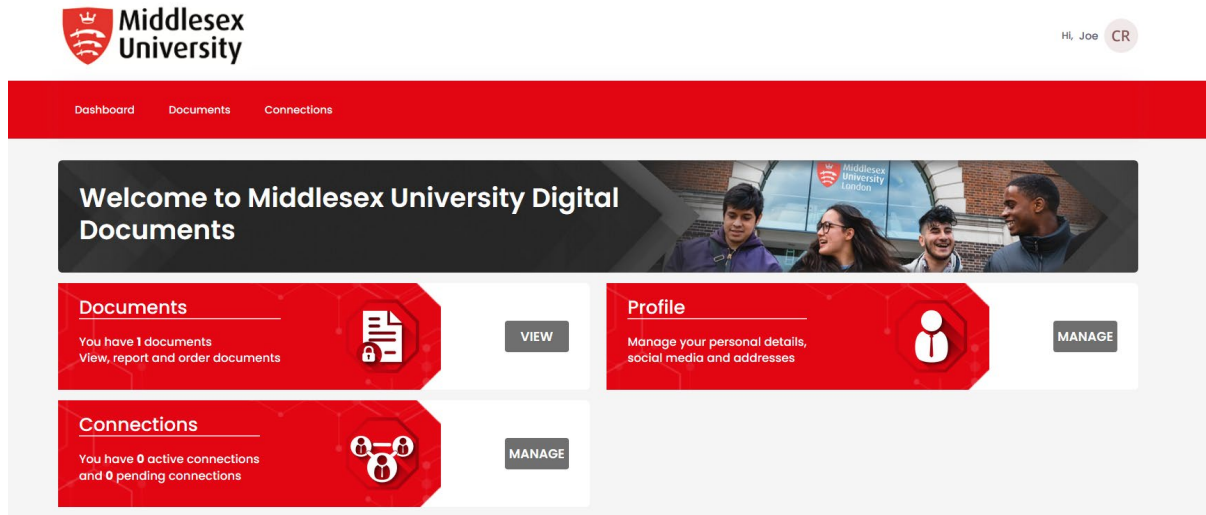 Middlesex
University
Hi, Joe CR
Dashboard Documents Connections
Welcome to Middlesex University Digital
Documents
Middlesex
University
London
Documents
You have 1 documents
View, report and order documents
VIEW
Profile
Manage your personal details,
social media and addresses
MANAGE
Connections
You have 0 active connections
and 0 pending connections
MANAGE